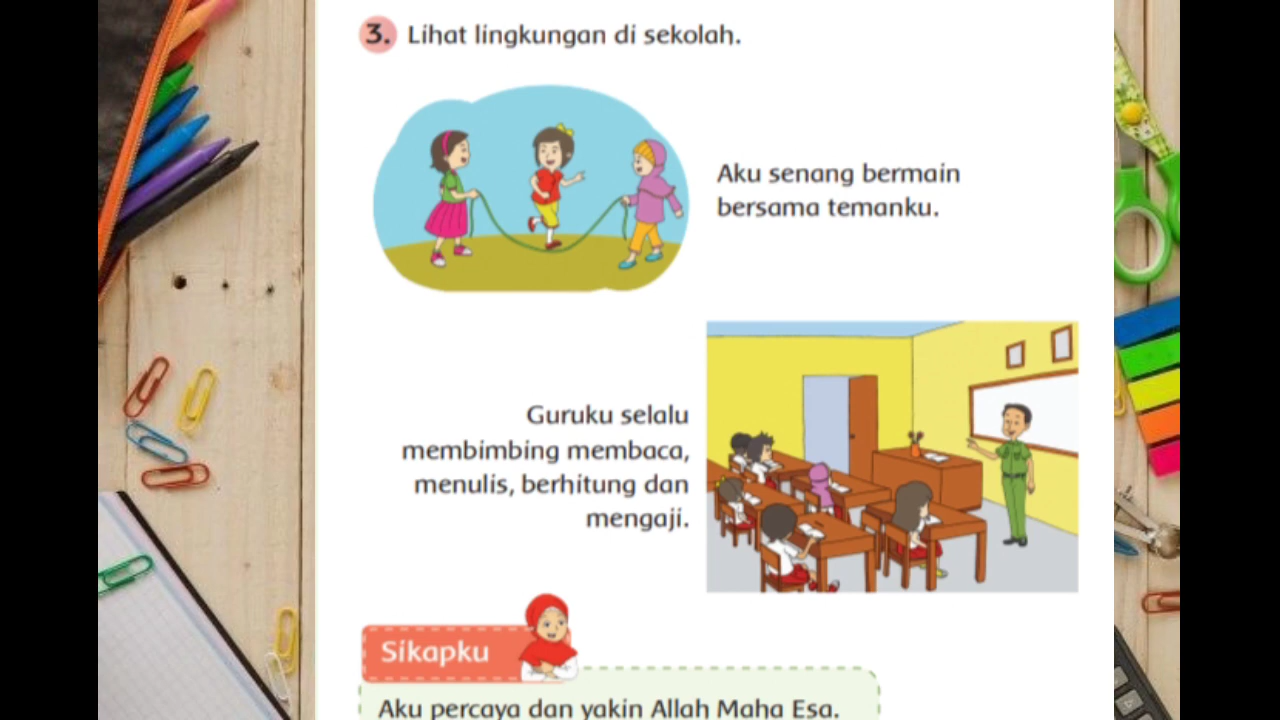 3. Lihat lingkungan di sekolah.
Aku senang bermain
bersama temanku.
Guruku selalu
membimbing membaca,
menulis, berhitung dan
mengaji.
Sikapku
Aku percaya dan yakin Allah Maha Esa.